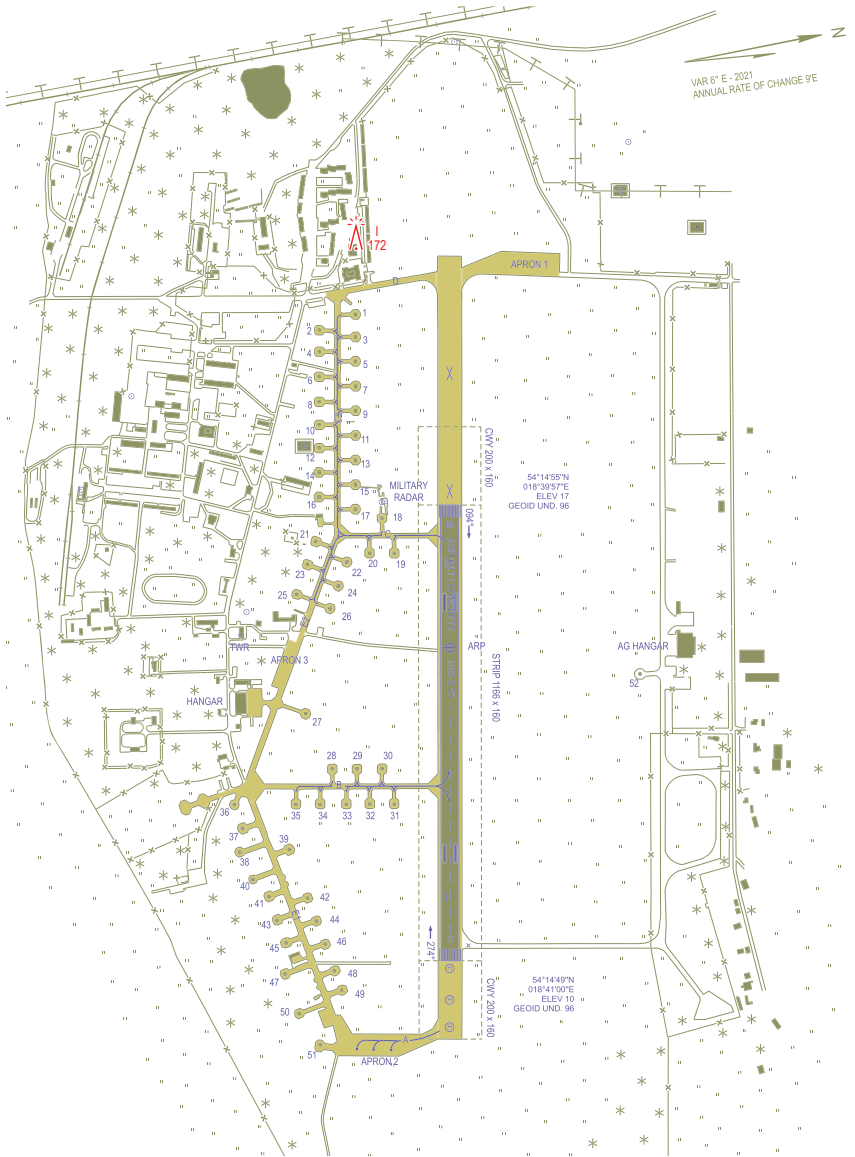 N
VAR 6° E - 2021
ANNUAL RATE OF CHANGE 9'E
I
172
APRON 1
D
1
2
3
4
5
6
7
8
9
10
11
12
13
14
15
16
17
MILITARY
RADAR
18
CWY 200 x 160
54°14'55"N
018°39'57"E
ELEV 17
GEOID UND. 96
094°
C
19
20
21
22
23
24
25
26
TWR
APRON 3
ARP
AG HANGAR
52
STRIP 1166 x 160
HANGAR
27
28
29
30
B
35
34
33
32
31
36
37
38
39
40
41
42
43
44
45
46
47
48
49
50
51
274°
54°14'49"N
018°41'00"E
ELEV 10
GEOID UND. 96
CWY 200 x 160
H
H
H
A
APRON 2